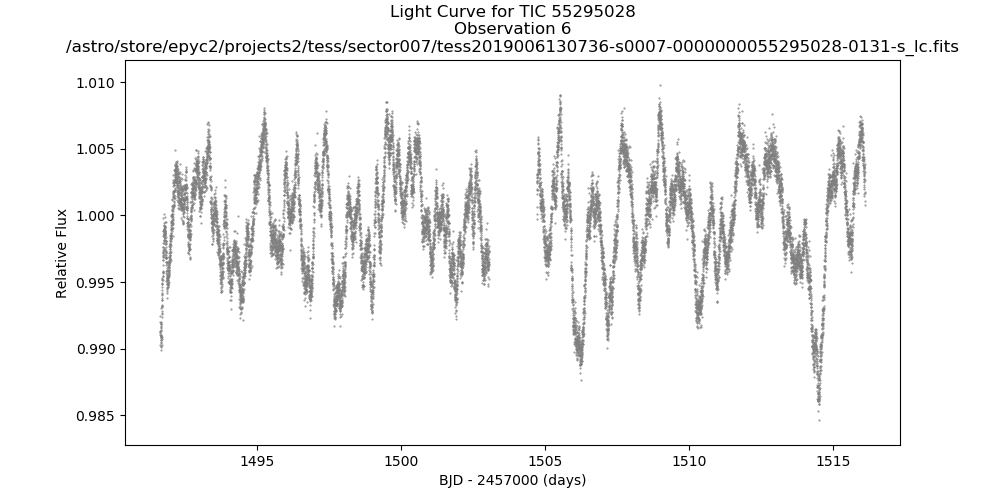 Light Curve for TIC 55295028
Observation 6
/astro/store/epyc2/projects2/tess/sector007/tess2019006130736-s0007-0000000055295028-0131-s_lc.fits
1.010
1.005
1.000
0.995
0.990
0.985
Relative Flux
1495
1500
1505
1510
1515
BJD - 2457000 (days)